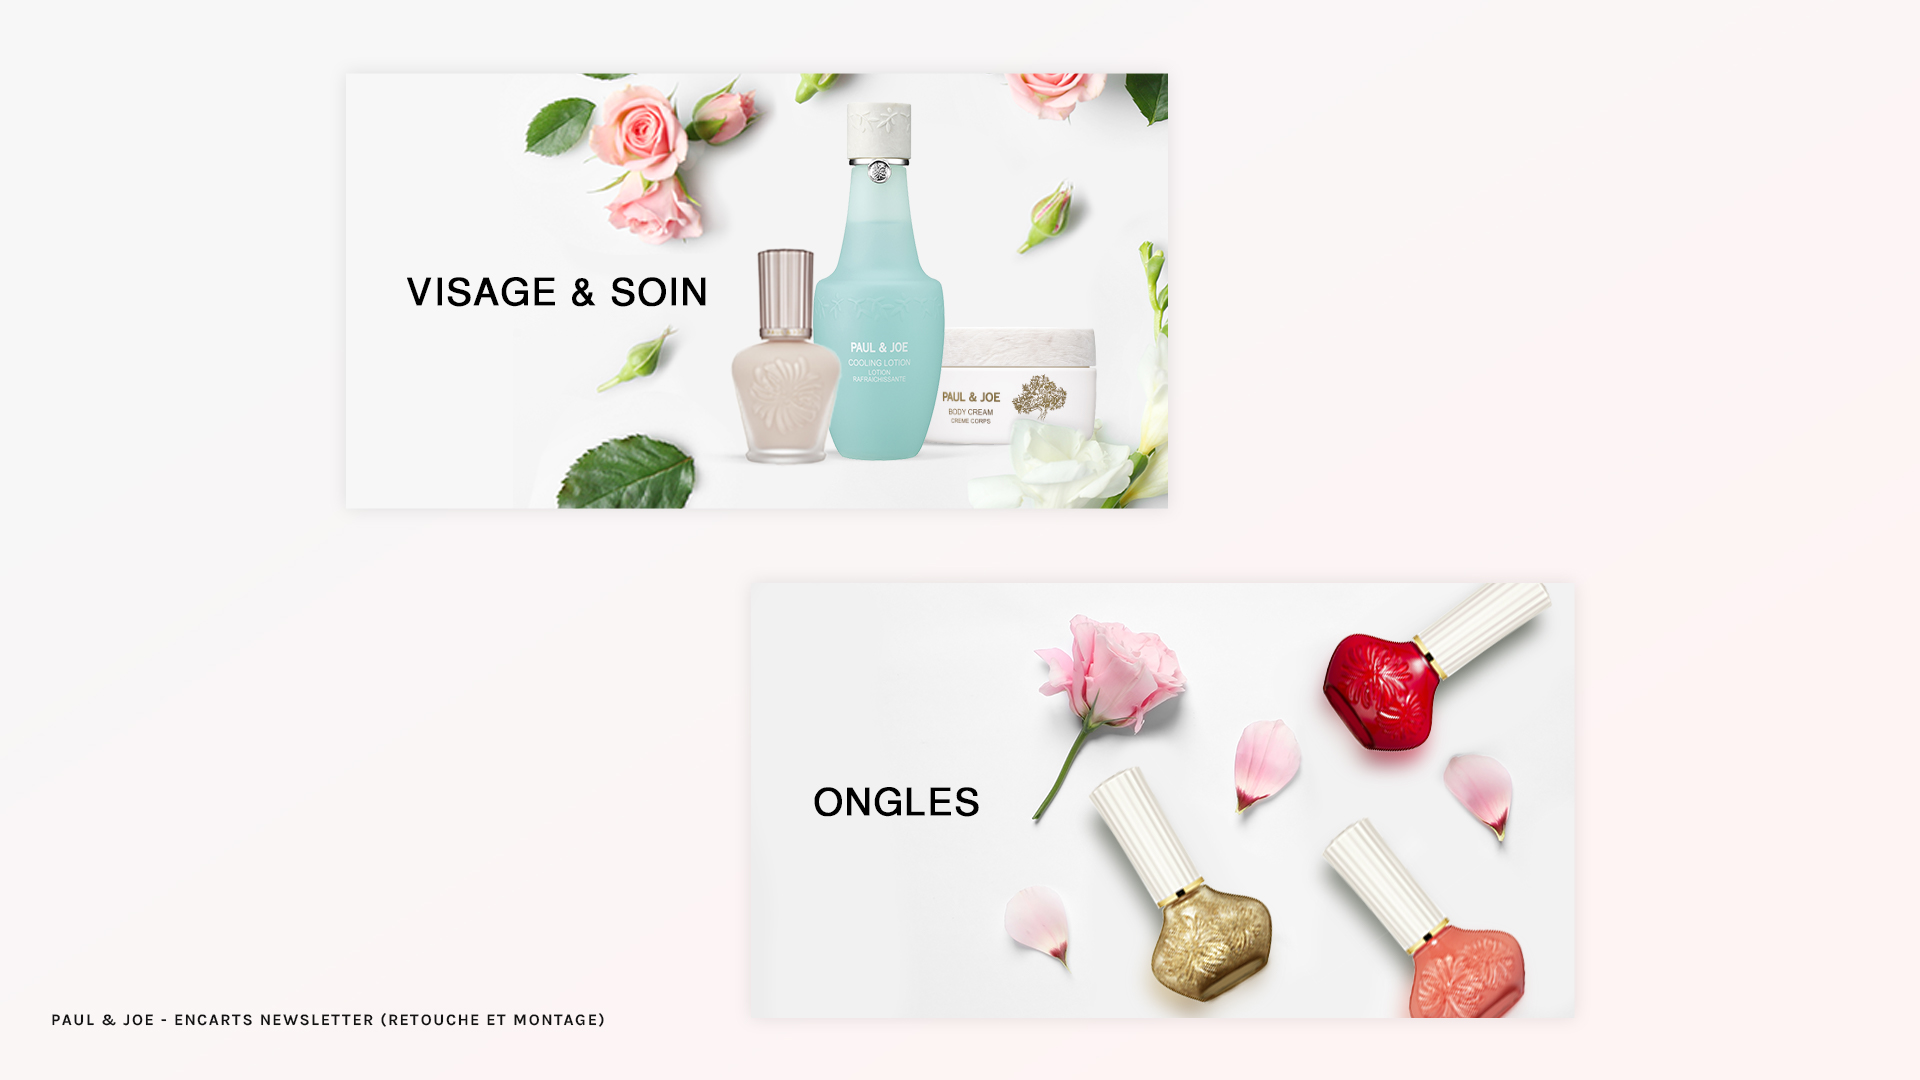 VISAGE & SOIN
PAUL & JOE
COOLING LOTION
LOTION
RAFRAICHISSANTE
PAUL & JOE
BODY CREAM
CREME CORPS
ONGLES
PAUL & JOE - ENCARTS NEWSLETTER (RETOUCHE ET MONTAGE)